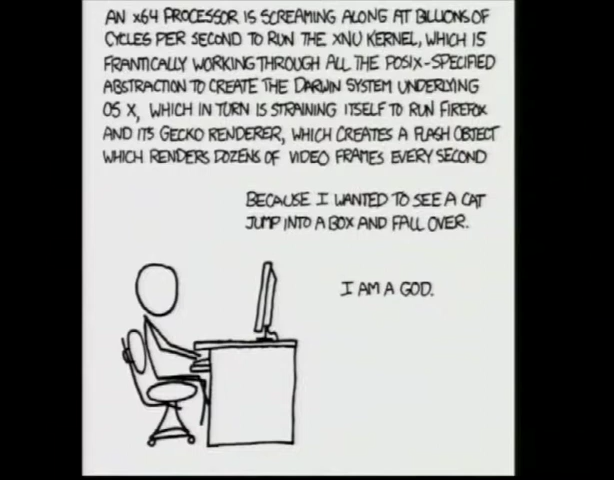 AN x64 PROCESSOR IS SCREAMING ALONG AT BILLIONS OF
CYCLES PER SECOND TO RUN THE XNU KERNEL, WHICH IS
FRANTICALLY WORKING THROUGH ALL THE POSIX-SPECIFIED
ABSTRACTION TO CREATE THE DARWIN SYSTEM UNDERLYING
OS X, WHICH IN TURN IS STRAINING ITSELF TO RUN FIREFOX
AND ITS GECKO RENDERER, WHICH CREATES A FLASH OBJECT
WHICH RENDERS DOZENS OF VIDEO FRAMES EVERY SECOND
BECAUSE I WANTED TO SEE A CAT
JUMP INTO A BOX AND FALL OVER.
I AM A GOD.